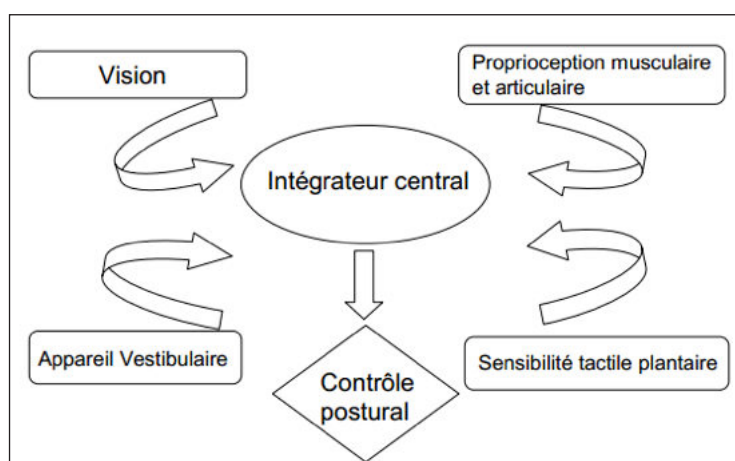 Vision
Proprioception musculaire
et articulaire
Intégrateur central
Appareil Vestibulaire
Sensibilité tactile plantaire
Contrôle
postural